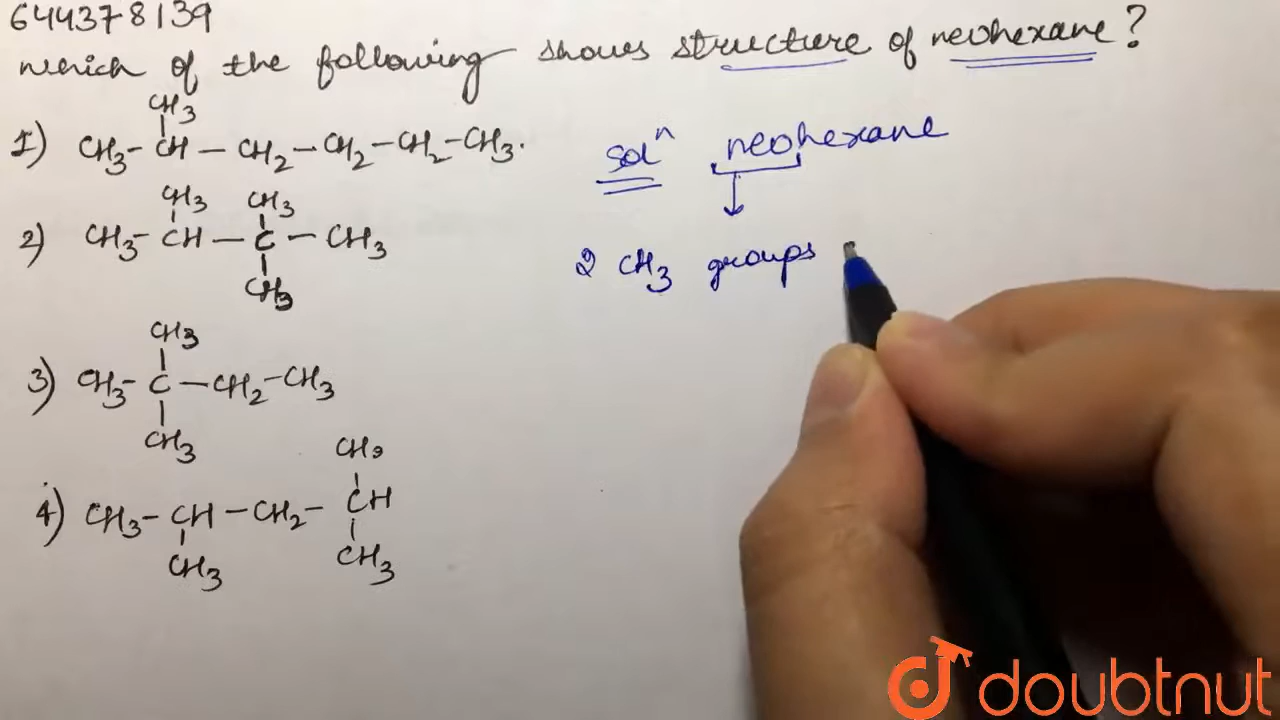 644378139
Which of the following shows structure of neohexane?
CH3
1) CH3-CH-CH2-CH2-CH2-CH3.
CH3 CH3
2) CH3-CH-C-CH3
CH3
CH3
3) CH3-C-CH2-CH3
CH3
CH3
4) CH3-CH-CH2-CH
CH3 CH3
Solⁿ neohexane
2 CH3 groups
doubtnut